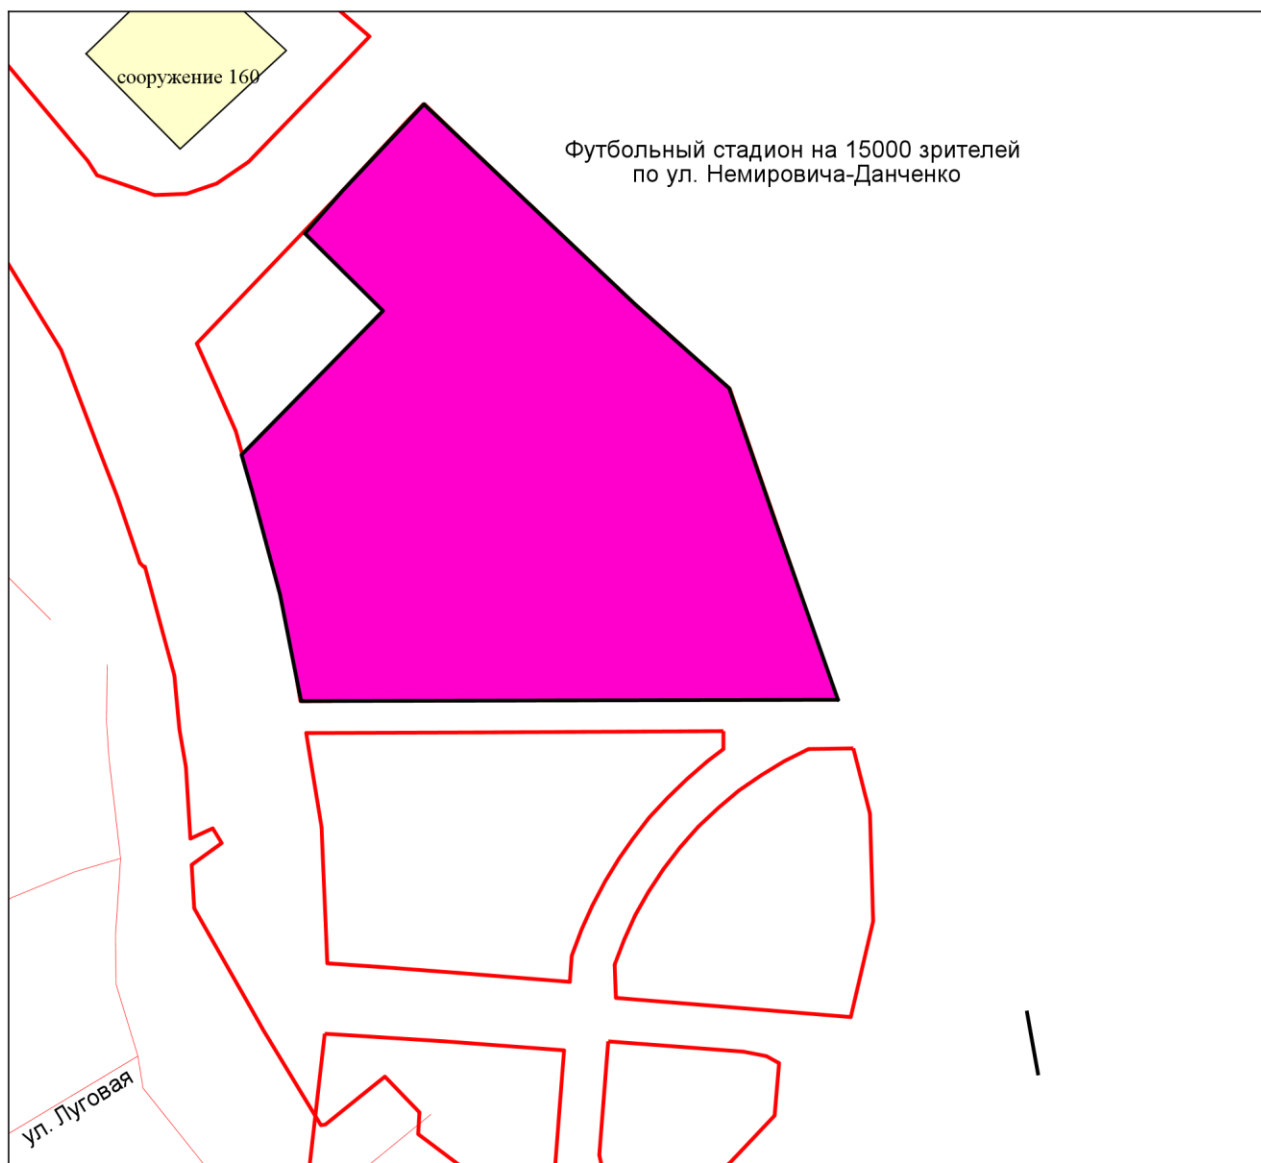 сооружение 160
Футбольный стадион на 15000 зрителей
по ул. Немировича-Данченко
ул. Луговая